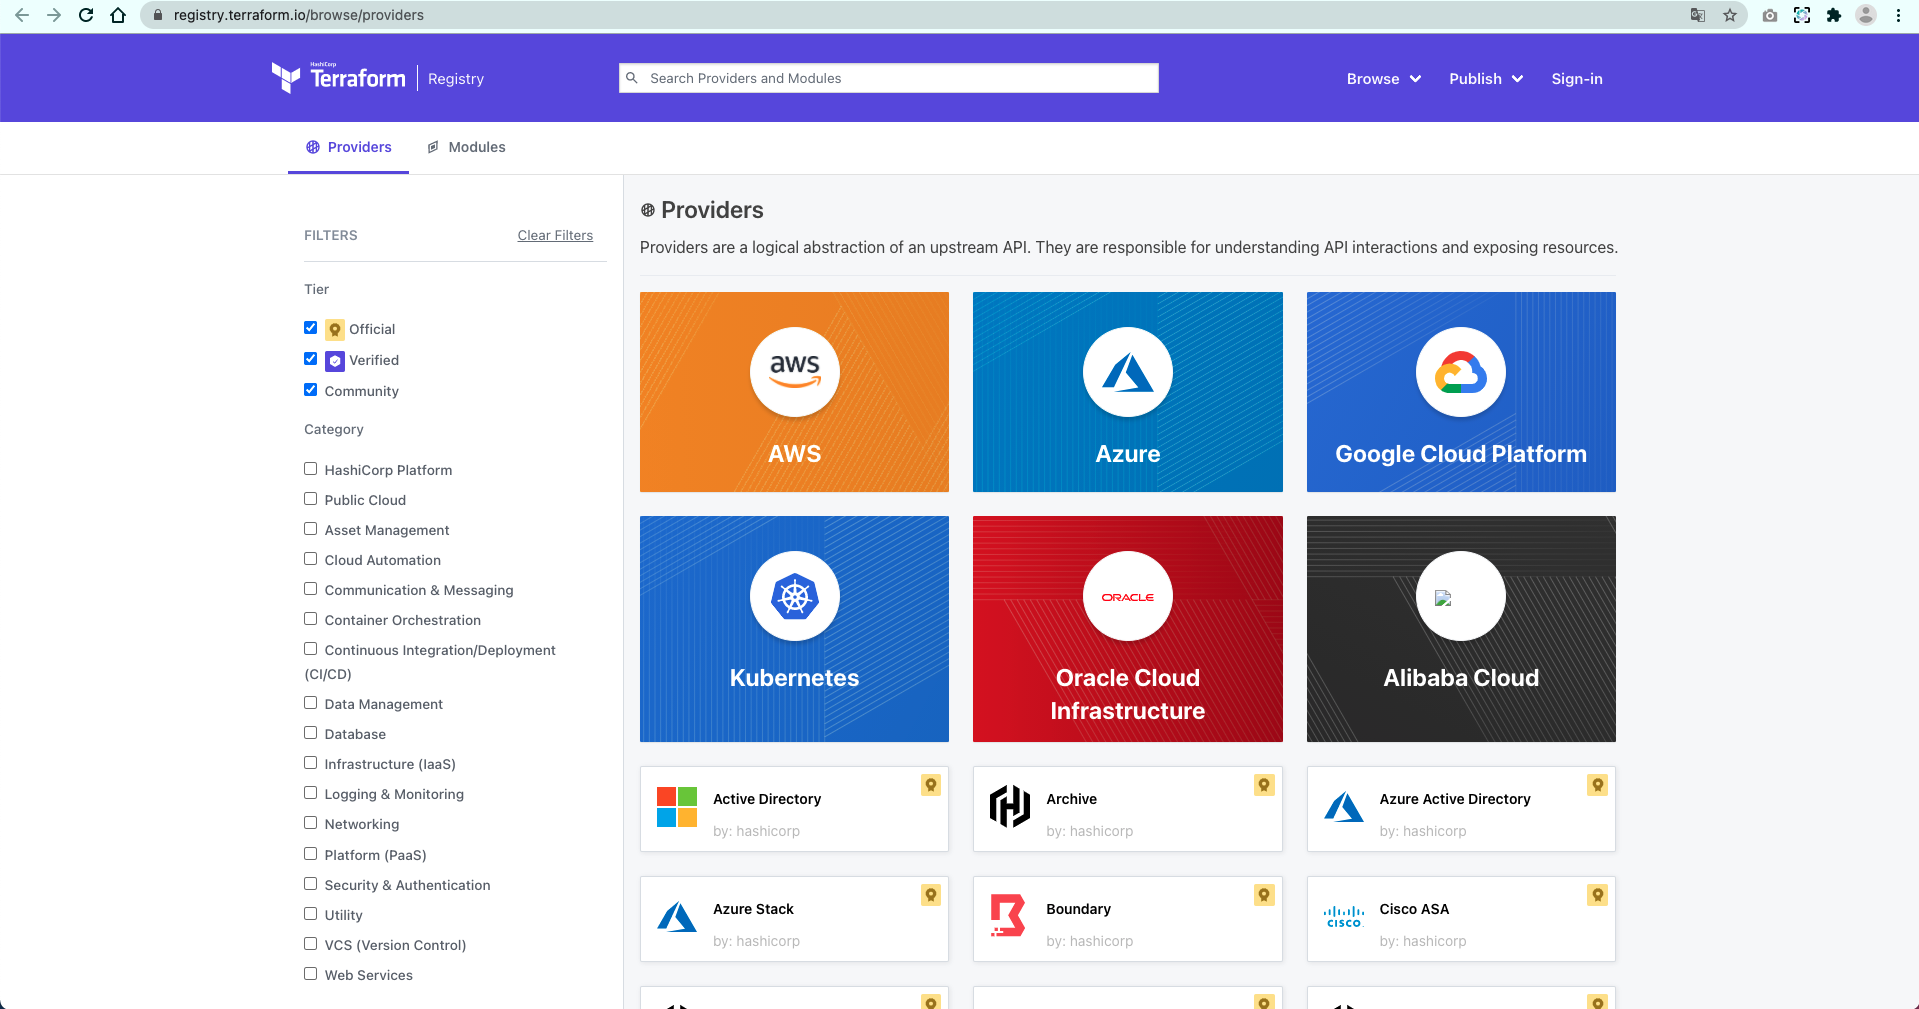 registry.terraform.io/browse/providers
HashiCorp
Terraform
Registry
Search Providers and Modules
Browse
Publish
Sign-in
Providers
Modules
FILTERS
Clear Filters
Tier
Official
Verified
Community
Category
HashiCorp Platform
Public Cloud
Asset Management
Cloud Automation
Communication & Messaging
Container Orchestration
Continuous Integration/Deployment
(CI/CD)
Data Management
Database
Infrastructure (IaaS)
Logging & Monitoring
Networking
Platform (PaaS)
Security & Authentication
Utility
VCS (Version Control)
Web Services
Providers
Providers are a logical abstraction of an upstream API. They are responsible for understanding API interactions and exposing resources.
aws
AWS
Azure
Google Cloud Platform
Kubernetes
ORACLE
Oracle Cloud
Infrastructure
Alibaba Cloud
Active Directory
by: hashicorp
Archive
by: hashicorp
Azure Active Directory
by: hashicorp
Azure Stack
by: hashicorp
Boundary
by: hashicorp
CISCO
Cisco ASA
by: hashicorp